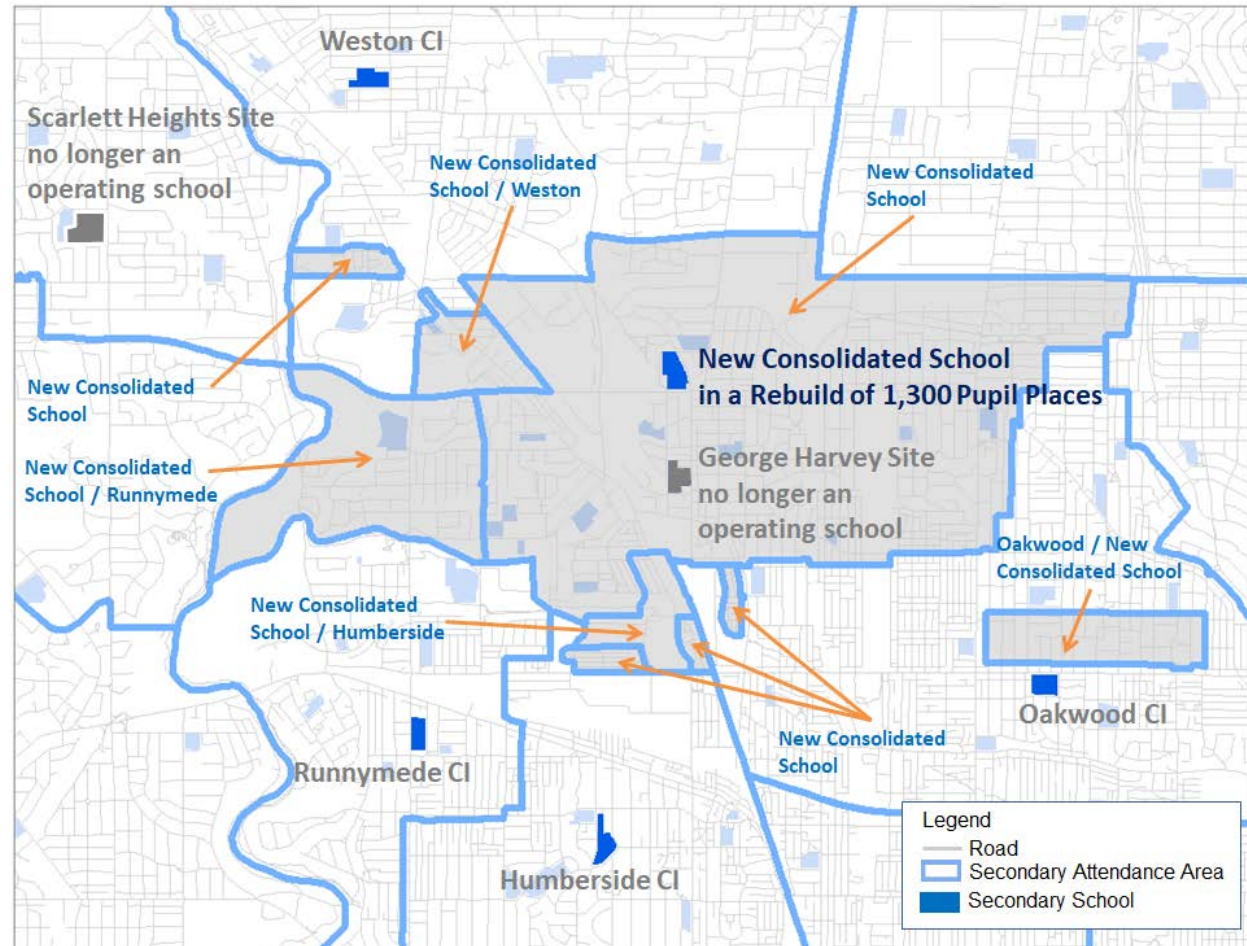 Weston CI
Scarlett Heights Site
no longer an
operating school
New Consolidated
School / Weston
New Consolidated
School
New Consolidated School
in a Rebuild of 1,300 Pupil Places
New Consolidated
School
New Consolidated
School / Runnymede
George Harvey Site
no longer an
operating school
Oakwood / New
Consolidated School
New Consolidated
School / Humberside
Oakwood CI
New Consolidated
School
Runnymede CI
Humberside CI
Legend
Road
Secondary Attendance Area
Secondary School